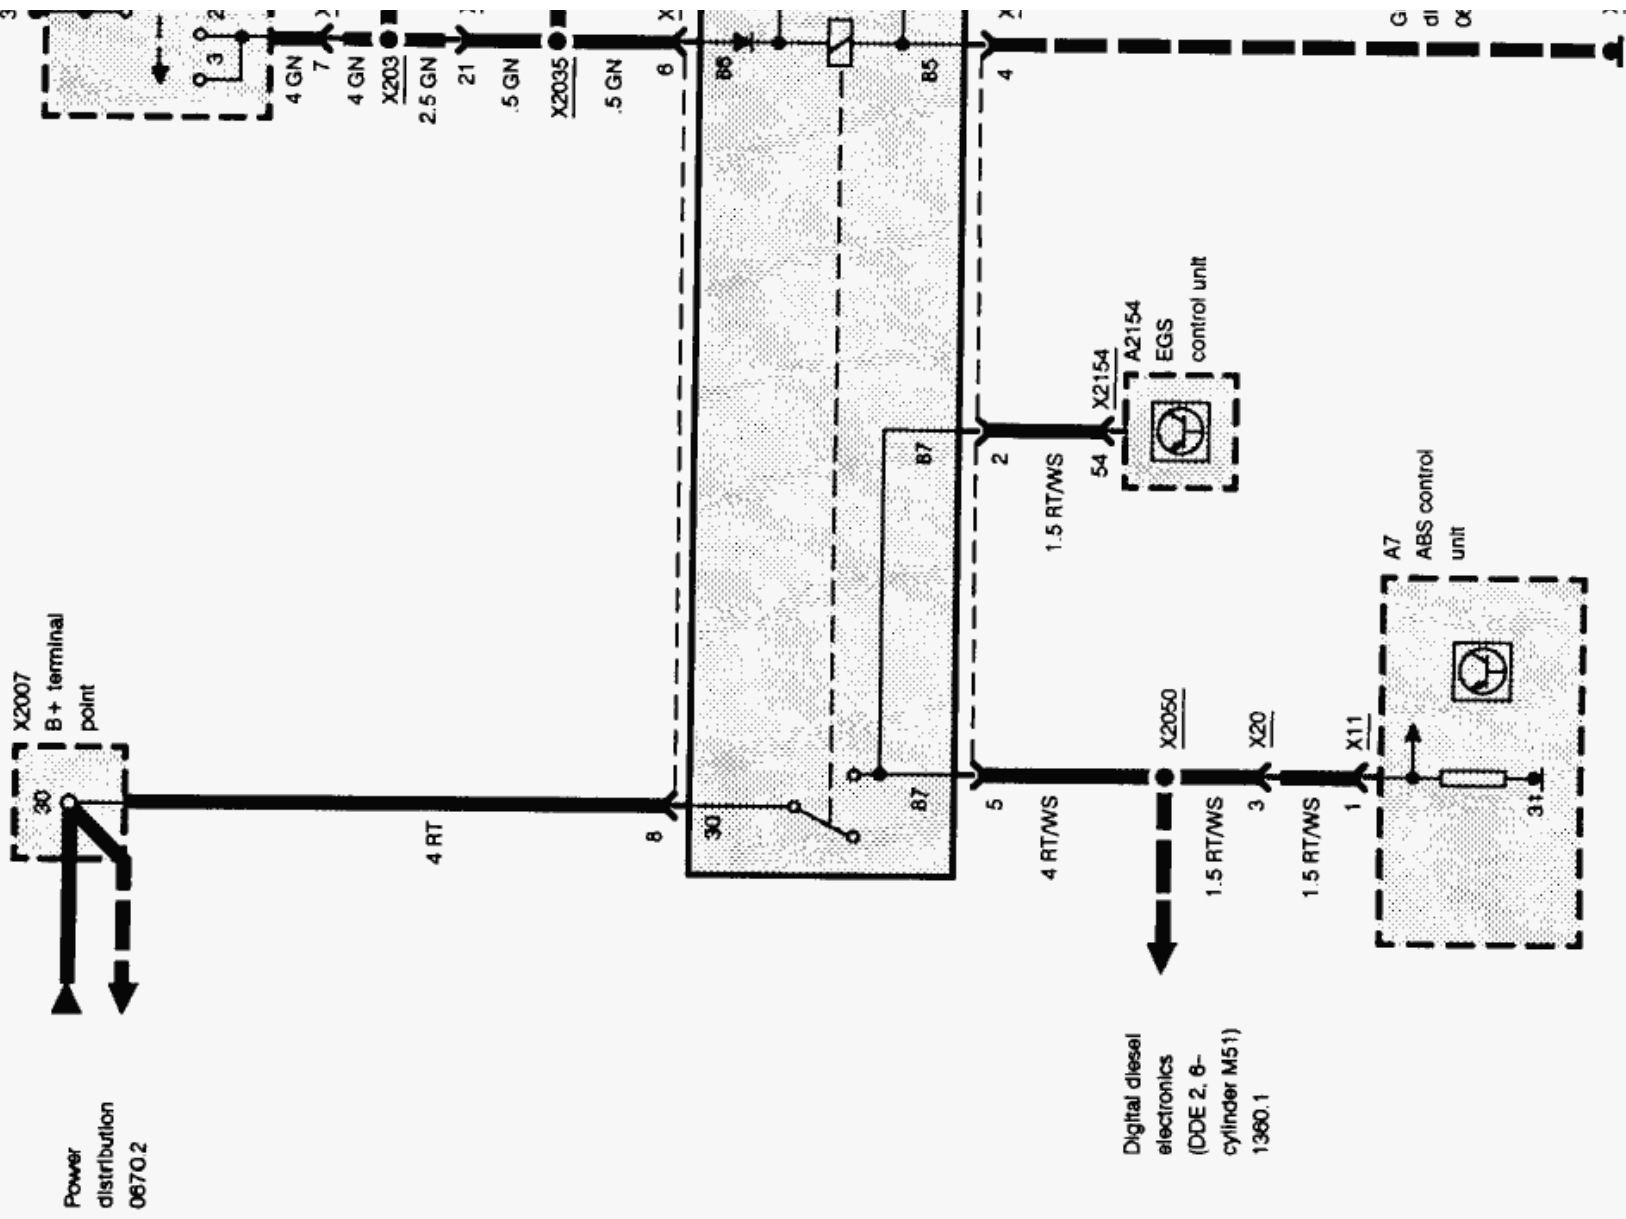 2
3
4 GN
7
4 GN
X203
2.5 GN
21
.5 GN
X2035
.5 GN
6
86
85
4
X2007
B+ terminal
point
30
4 RT
8
30
87
87
2
1.5 RT/WS
54
X2154
A2154
EGS
control unit
5
4 RT/WS
X2050
1.5 RT/WS
3
X20
1.5 RT/WS
1
X11
A7
ABS control
unit
31
Power
distribution
0670.2
Digital diesel
electronics
(DDE 2, 6-
cylinder M51)
1360.1